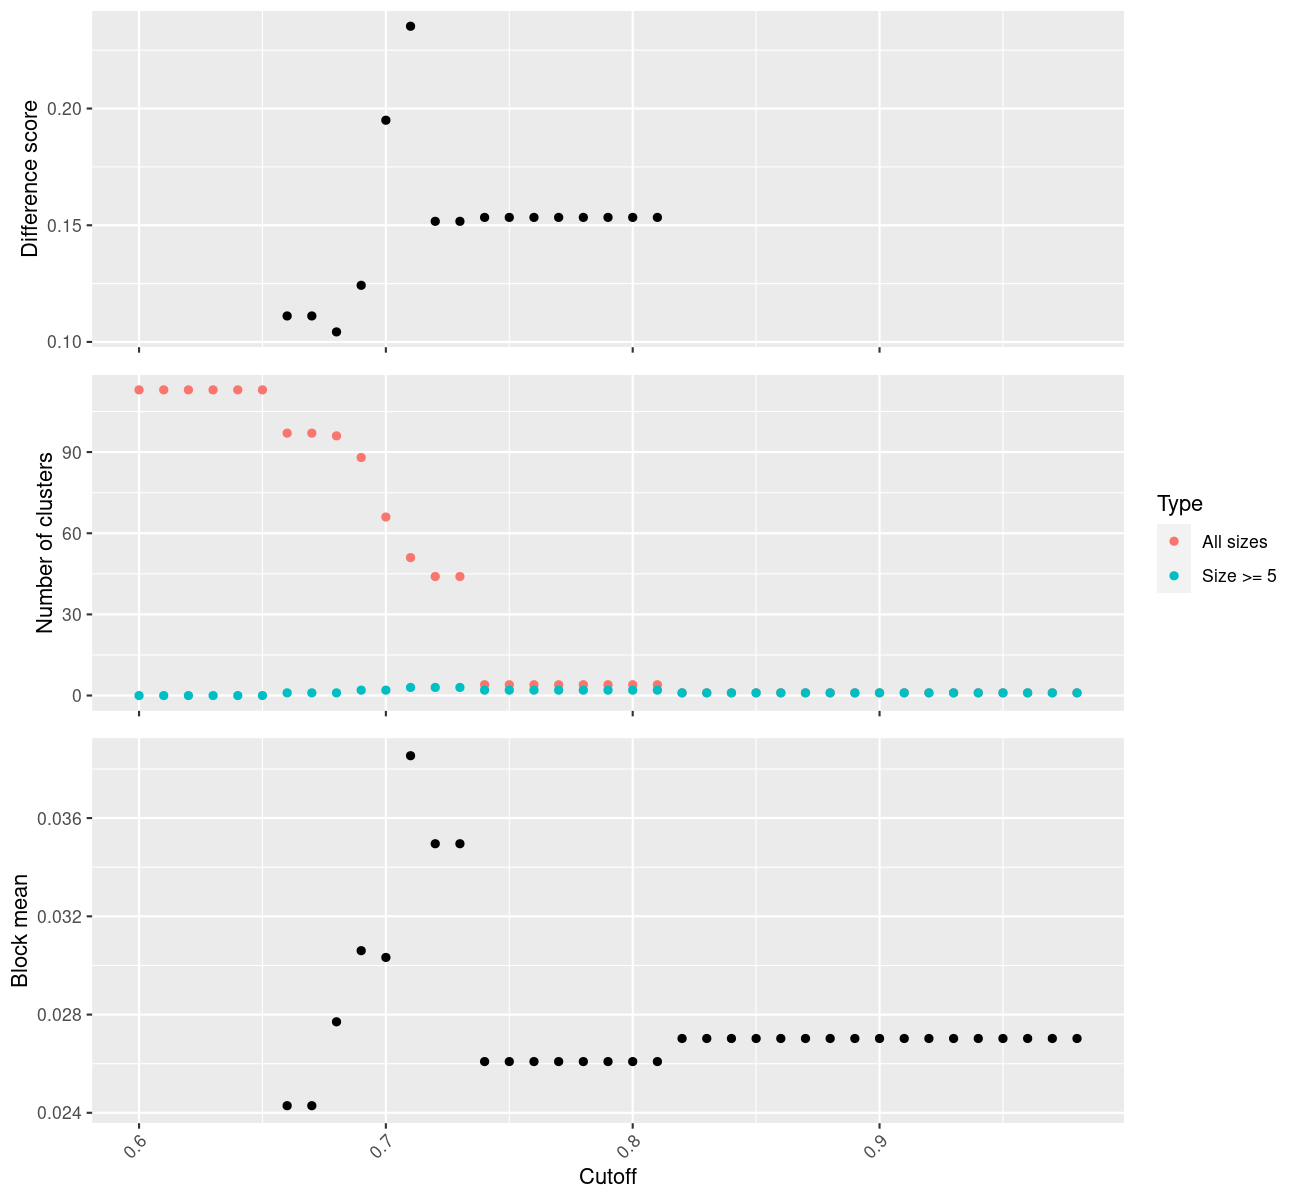 Difference score
0.20
0.15
0.10
Number of clusters
90
60
30
0
Type
All sizes
Size >= 5
Block mean
0.036
0.032
0.028
0.024
0.6
0.7
0.8
0.9
Cutoff